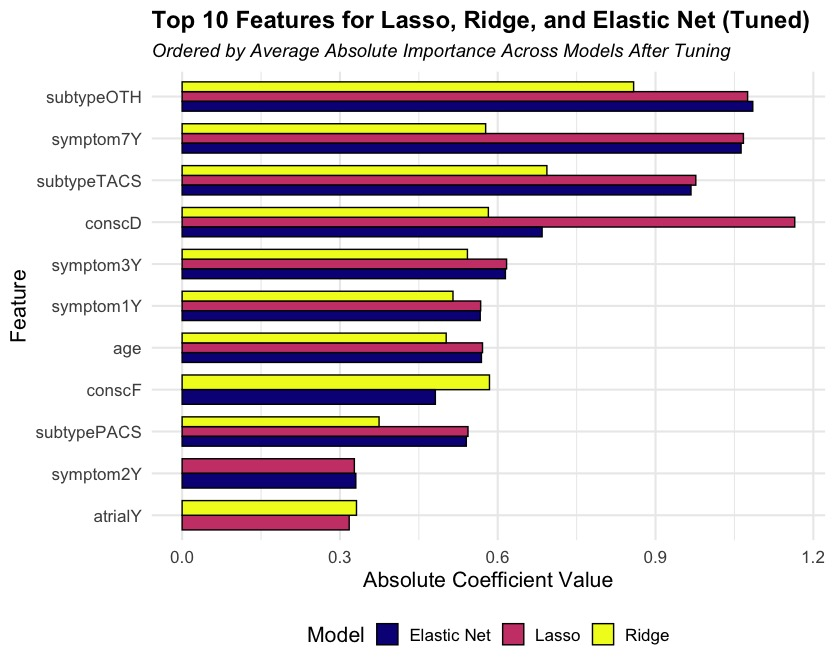 Top 10 Features for Lasso, Ridge, and Elastic Net (Tuned)
Ordered by Average Absolute Importance Across Models After Tuning
Feature
subtypeOTH
symptom7Y
subtypeTACS
conscD
symptom3Y
symptom1Y
age
conscF
subtypePACS
symptom2Y
atrialY
0.0 0.3 0.6 0.9 1.2
Absolute Coefficient Value
Model Elastic Net Lasso Ridge